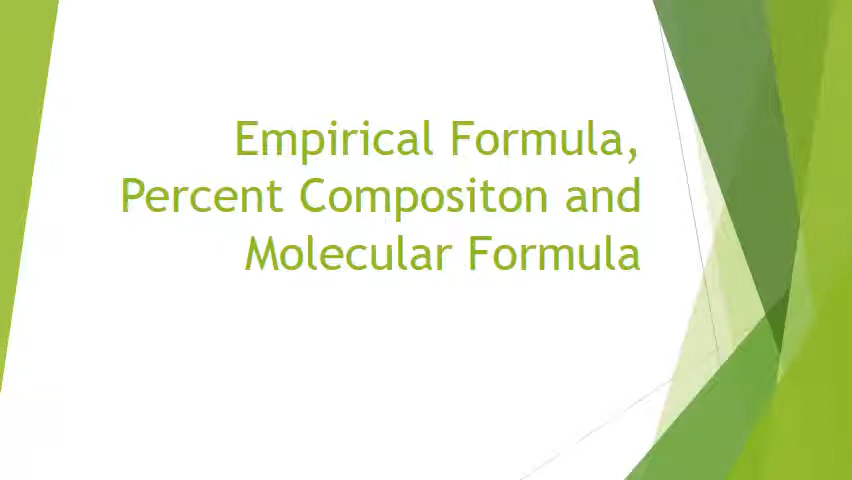 Empirical Formula,
Percent Compositon and
Molecular Formula